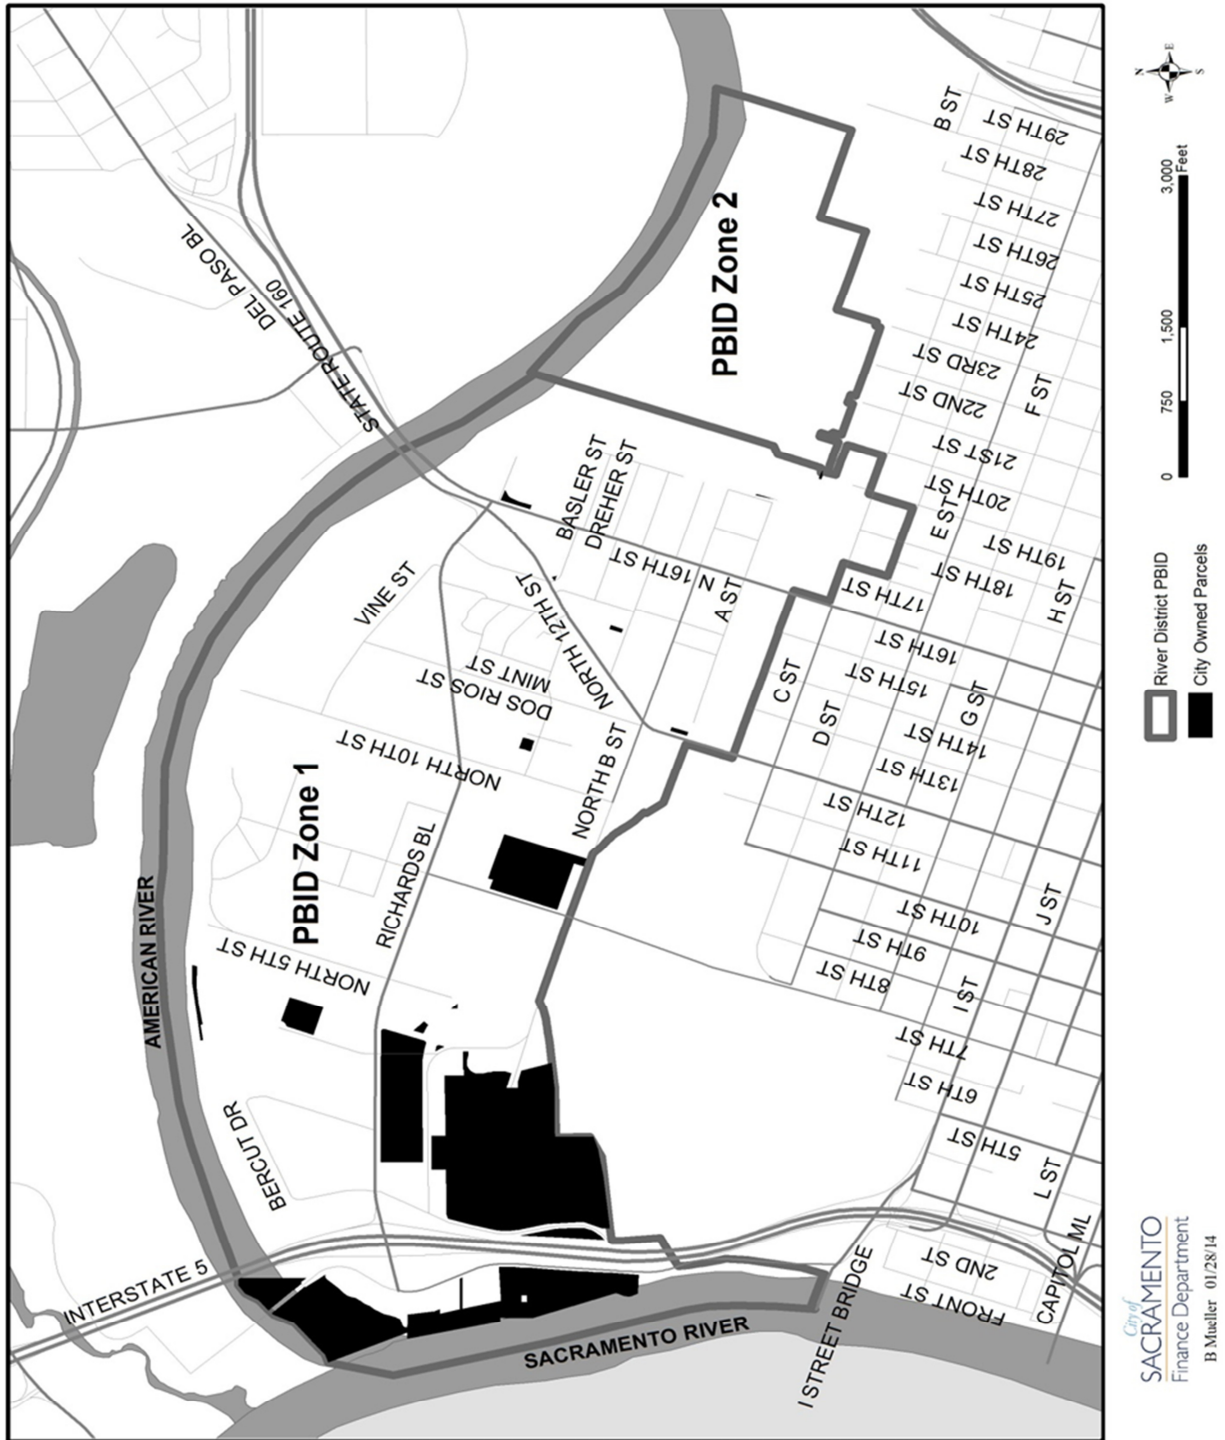 INTERSTATE 5
AMERICAN RIVER
BERCUT DR
NORTH 5TH ST
PBID Zone 1
RICHARDS BL
NORTH 10TH ST
VINE ST
DOS RIOS ST
MINT ST
NORTH 12TH ST
NORTH B ST
DEL PASO BL
STATE ROUTE 160
BASLER ST
DREHER ST
N 16TH ST
A ST
PBID Zone 2
SACRAMENTO RIVER
I STREET BRIDGE
FRONT ST
2ND ST
CAPITOL ML
L ST
5TH ST
6TH ST
7TH ST
I ST
8TH ST
9TH ST
10TH ST
J ST
11TH ST
12TH ST
13TH ST
14TH ST
G ST
15TH ST
16TH ST
C ST
D ST
17TH ST
18TH ST
19TH ST
H ST
E ST
20TH ST
21ST ST
22ND ST
23RD ST
F ST
24TH ST
25TH ST
26TH ST
27TH ST
28TH ST
29TH ST
B ST
City of
SACRAMENTO
Finance Department
B Mueller 01/28/14
River District PBID
City Owned Parcels
0 750 1,500 3,000
Feet
N
E
S
W